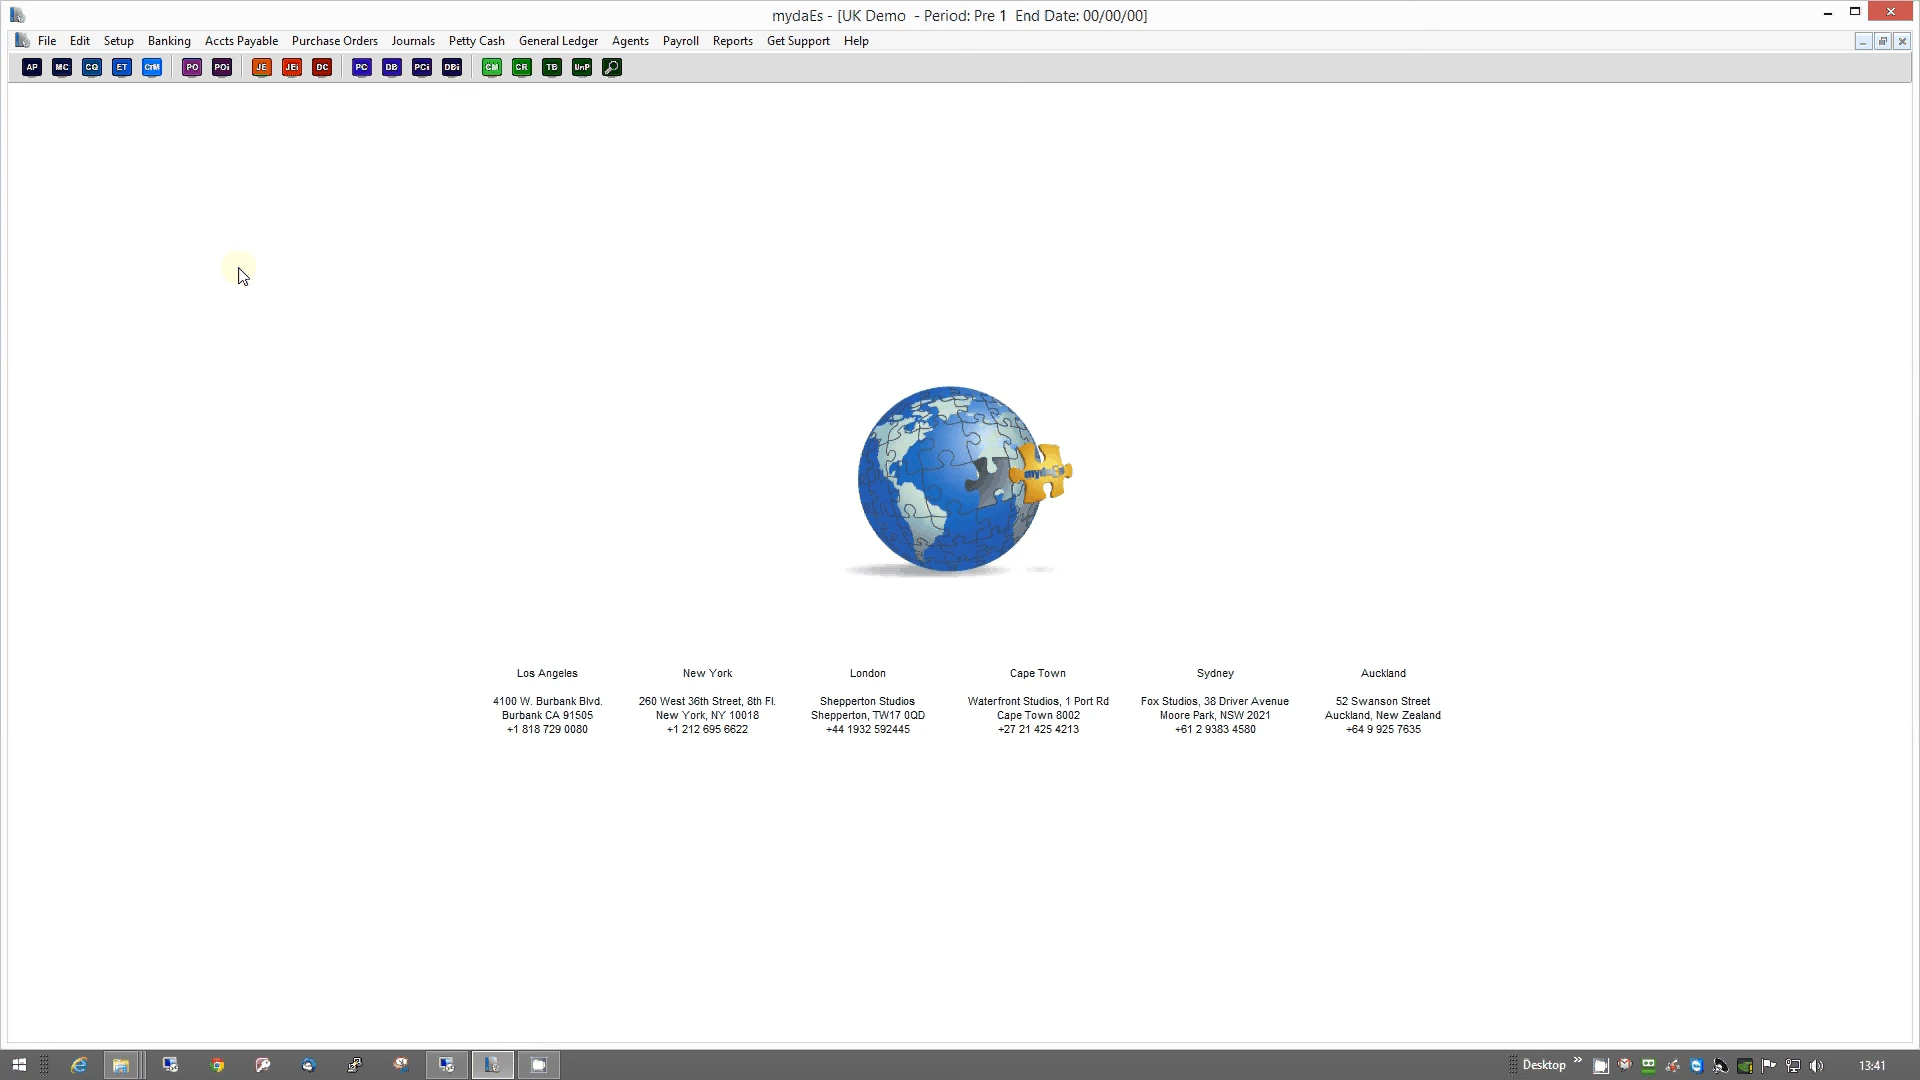 mydaEs - [UK Demo  - Period: Pre 1  End Date: 00/00/00]
File Edit Setup Banking Accts Payable Purchase Orders Journals Petty Cash General Ledger Agents Payroll Reports Get Support Help
AP MC CQ ET CrM PO POi JE JEi DC PC DB PCi DBi CM CR TB UnP
mydaEs
Los Angeles
4100 W. Burbank Blvd.
Burbank CA 91505
+1 818 729 0080
New York
260 West 36th Street, 8th Fl.
New York, NY 10018
+1 212 695 6622
London
Shepperton Studios
Shepperton, TW17 0QD
+44 1932 592445
Cape Town
Waterfront Studios, 1 Port Rd
Cape Town 8002
+27 21 425 4213
Sydney
Fox Studios, 38 Driver Avenue
Moore Park, NSW 2021
+61 2 9383 4580
Auckland
52 Swanson Street
Auckland, New Zealand
+64 9 925 7635
Desktop
13:41